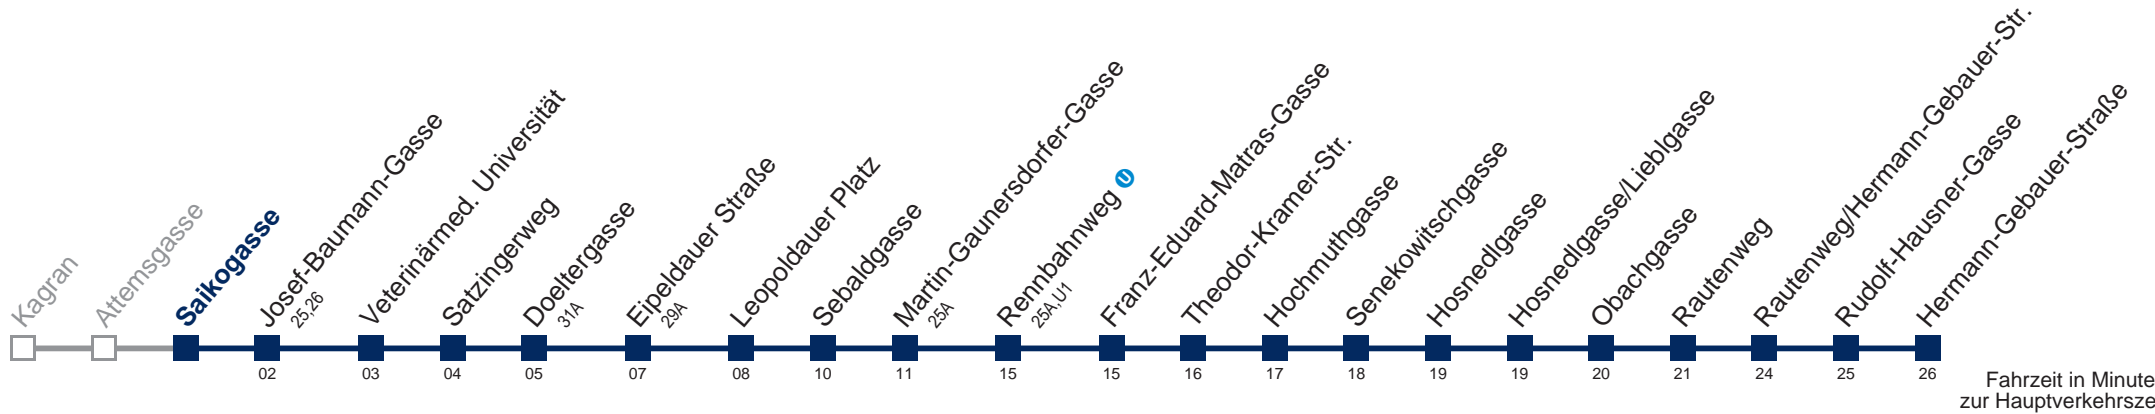 Kagran
Attemsgasse
Saikogasse
Josef-Baumann-Gasse
25,26
Veterinärmed. Universität
Satzingerweg
Doeltergasse
31A
Eipeldauer Straße
29A
Leopoldauer Platz
Sebaldgasse
Martin-Gaunersdorfer-Gasse
25A
Rennbahnweg U
25A,U1
Franz-Eduard-Matras-Gasse
Theodor-Kramer-Str.
Hochmuthgasse
Senekowitschgasse
Hosnedlgasse
Hosnedlgasse/Lieblgasse
Obachgasse
Rautenweg
Rautenweg/Hermann-Gebauer-Str.
Rudolf-Hausner-Gasse
Hermann-Gebauer-Straße
02 03 04 05 07 08 10 11 15 15 16 17 18 19 19 20 21 24 25 26
Fahrzeit in Minute
zur Hauptverkehrsze